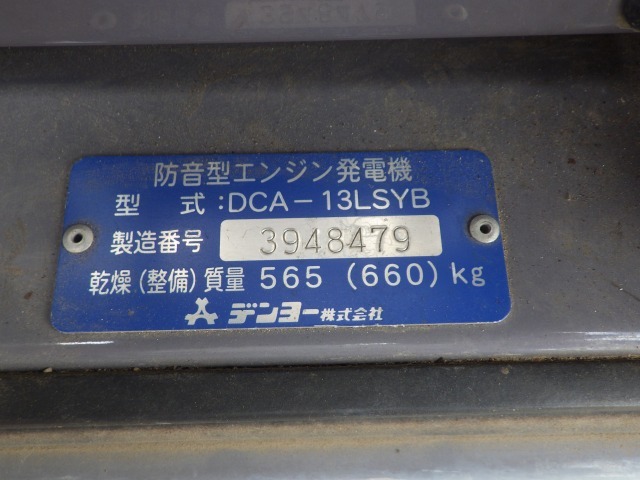 防音型エンジン発電機
型 式 : DCA-13LSYB
製造番号 3948479
乾燥(整備)質量 565 (660) kg
デンヨー株式会社